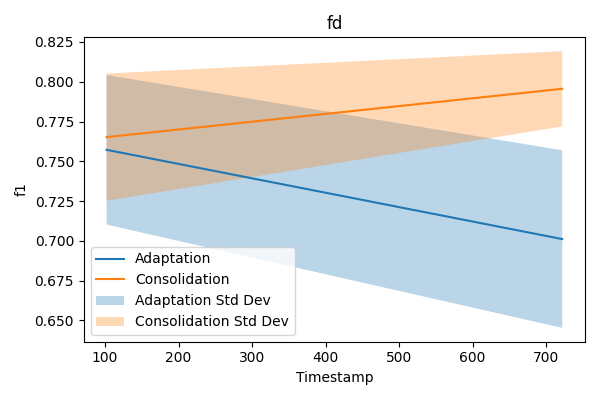 fd
0.825
0.800
0.775
0.750
0.725
0.700
0.675
0.650
f1
Adaptation
Consolidation
Adaptation Std Dev
Consolidation Std Dev
100 200 300 400 500 600 700
Timestamp